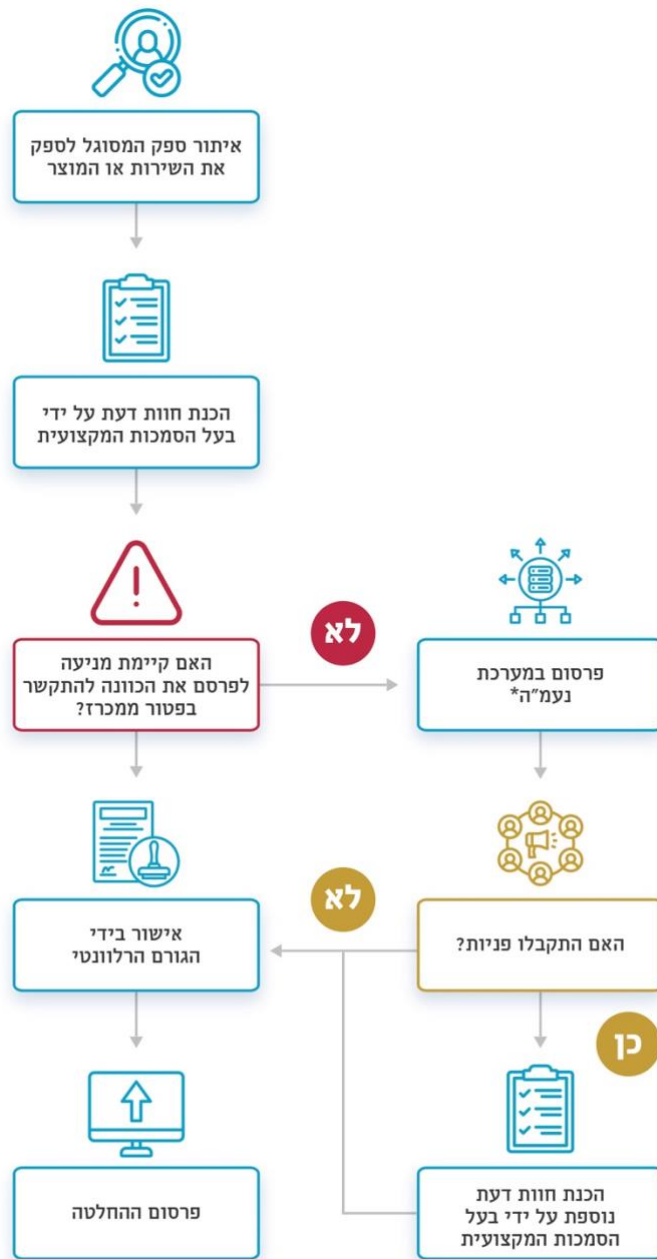 איתור ספק המסוגל לספק
את השירות או המוצר
הכנת חוות דעת על ידי
בעל הסמכות המקצועית
האם קיימת מניעה
לפרסם את הכוונה להתקשר
בפטור ממכרז?
לא
פרסום במערכת
נעמ"ה*
האם התקבלו פניות?
לא
אישור בידי
הגורם הרלוונטי
כן
הכנת חוות דעת
נוספת על ידי בעל
הסמכות המקצועית
פרסום ההחלטה